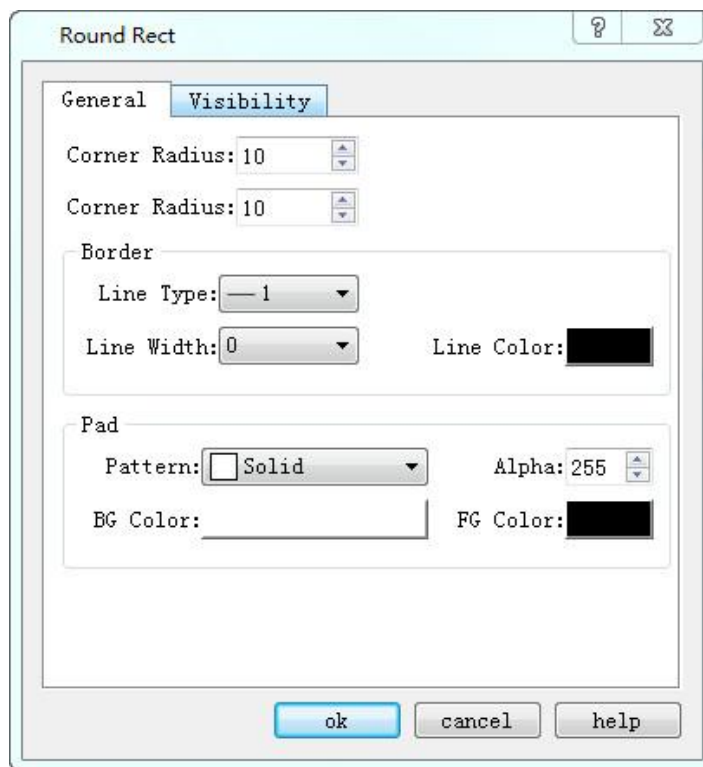 Round Rect
General Visibility
Corner Radius: 10
Corner Radius: 10
Border
Line Type: 1
Line Width: 0 Line Color:
Pad
Pattern: Solid Alpha: 255
BG Color: FG Color:
ok cancel help